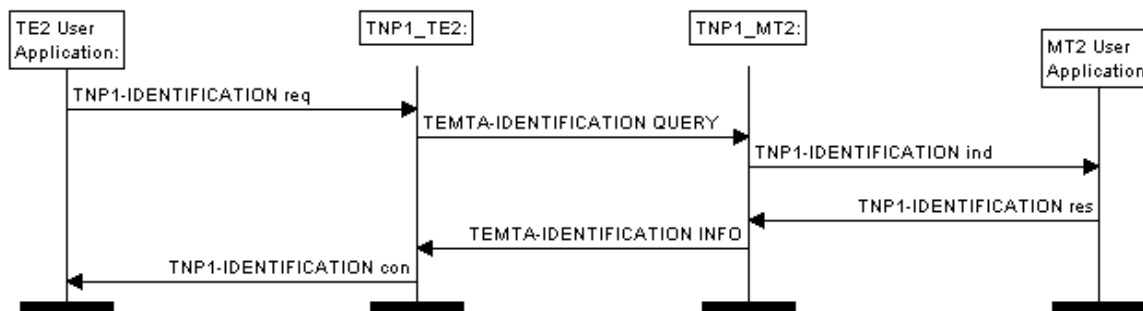 TE2 User
Application:
TNP1_TE2:
TNP1_MT2:
MT2 User
Application
TNP1-IDENTIFICATION req
TEMTA-IDENTIFICATION QUERY
TNP1-IDENTIFICATION ind
TNP1-IDENTIFICATION res
TEMTA-IDENTIFICATION INFO
TNP1-IDENTIFICATION con